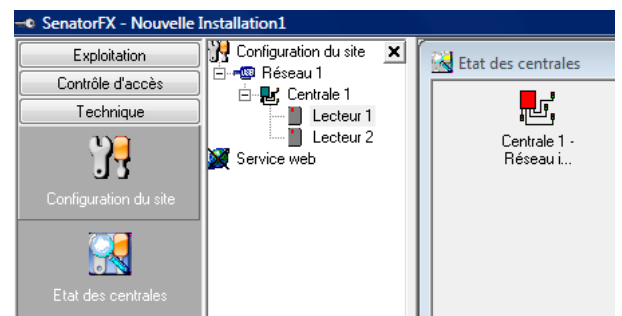 SenatorFX - Nouvelle Installation1
Exploitation
Contrôle d'accès
Technique
Configuration du site
Etat des centrales
Configuration du site
Réseau 1
Centrale 1
Lecteur 1
Lecteur 2
Service web
Etat des centrales
Centrale 1 -
Réseau i...